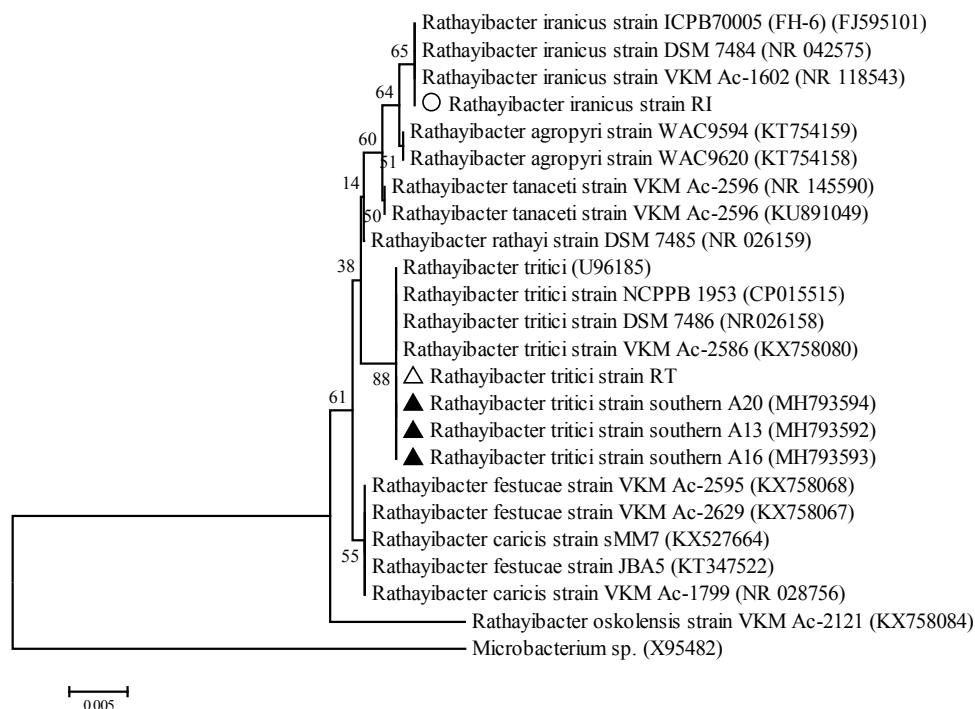 Rathayibacter iranicus strain ICPB70005 (FH-6) (FJ595101)
65
Rathayibacter iranicus strain DSM 7484 (NR 042575)
Rathayibacter iranicus strain VKM Ac-1602 (NR 118543)
64
Rathayibacter iranicus strain RI
Rathayibacter agropyri strain WAC9594 (KT754159)
60
51
Rathayibacter agropyri strain WAC9620 (KT754158)
14
Rathayibacter tanaceti strain VKM Ac-2596 (NR 145590)
50
Rathayibacter tanaceti strain VKM Ac-2596 (KU891049)
Rathayibacter rathayi strain DSM 7485 (NR 026159)
38
Rathayibacter tritici (U96185)
Rathayibacter tritici strain NCPPB 1953 (CP015515)
Rathayibacter tritici strain DSM 7486 (NR026158)
Rathayibacter tritici strain VKM Ac-2586 (KX758080)
88
Rathayibacter tritici strain RT
61
Rathayibacter tritici strain southern A20 (MH793594)
Rathayibacter tritici strain southern A13 (MH793592)
Rathayibacter tritici strain southern A16 (MH793593)
Rathayibacter festucae strain VKM Ac-2595 (KX758068)
Rathayibacter festucae strain VKM Ac-2629 (KX758067)
Rathayibacter caricis strain sMM7 (KX527664)
55
Rathayibacter festucae strain JBA5 (KT347522)
Rathayibacter caricis strain VKM Ac-1799 (NR 028756)
Rathayibacter oskolensis strain VKM Ac-2121 (KX758084)
Microbacterium sp. (X95482)
0.005